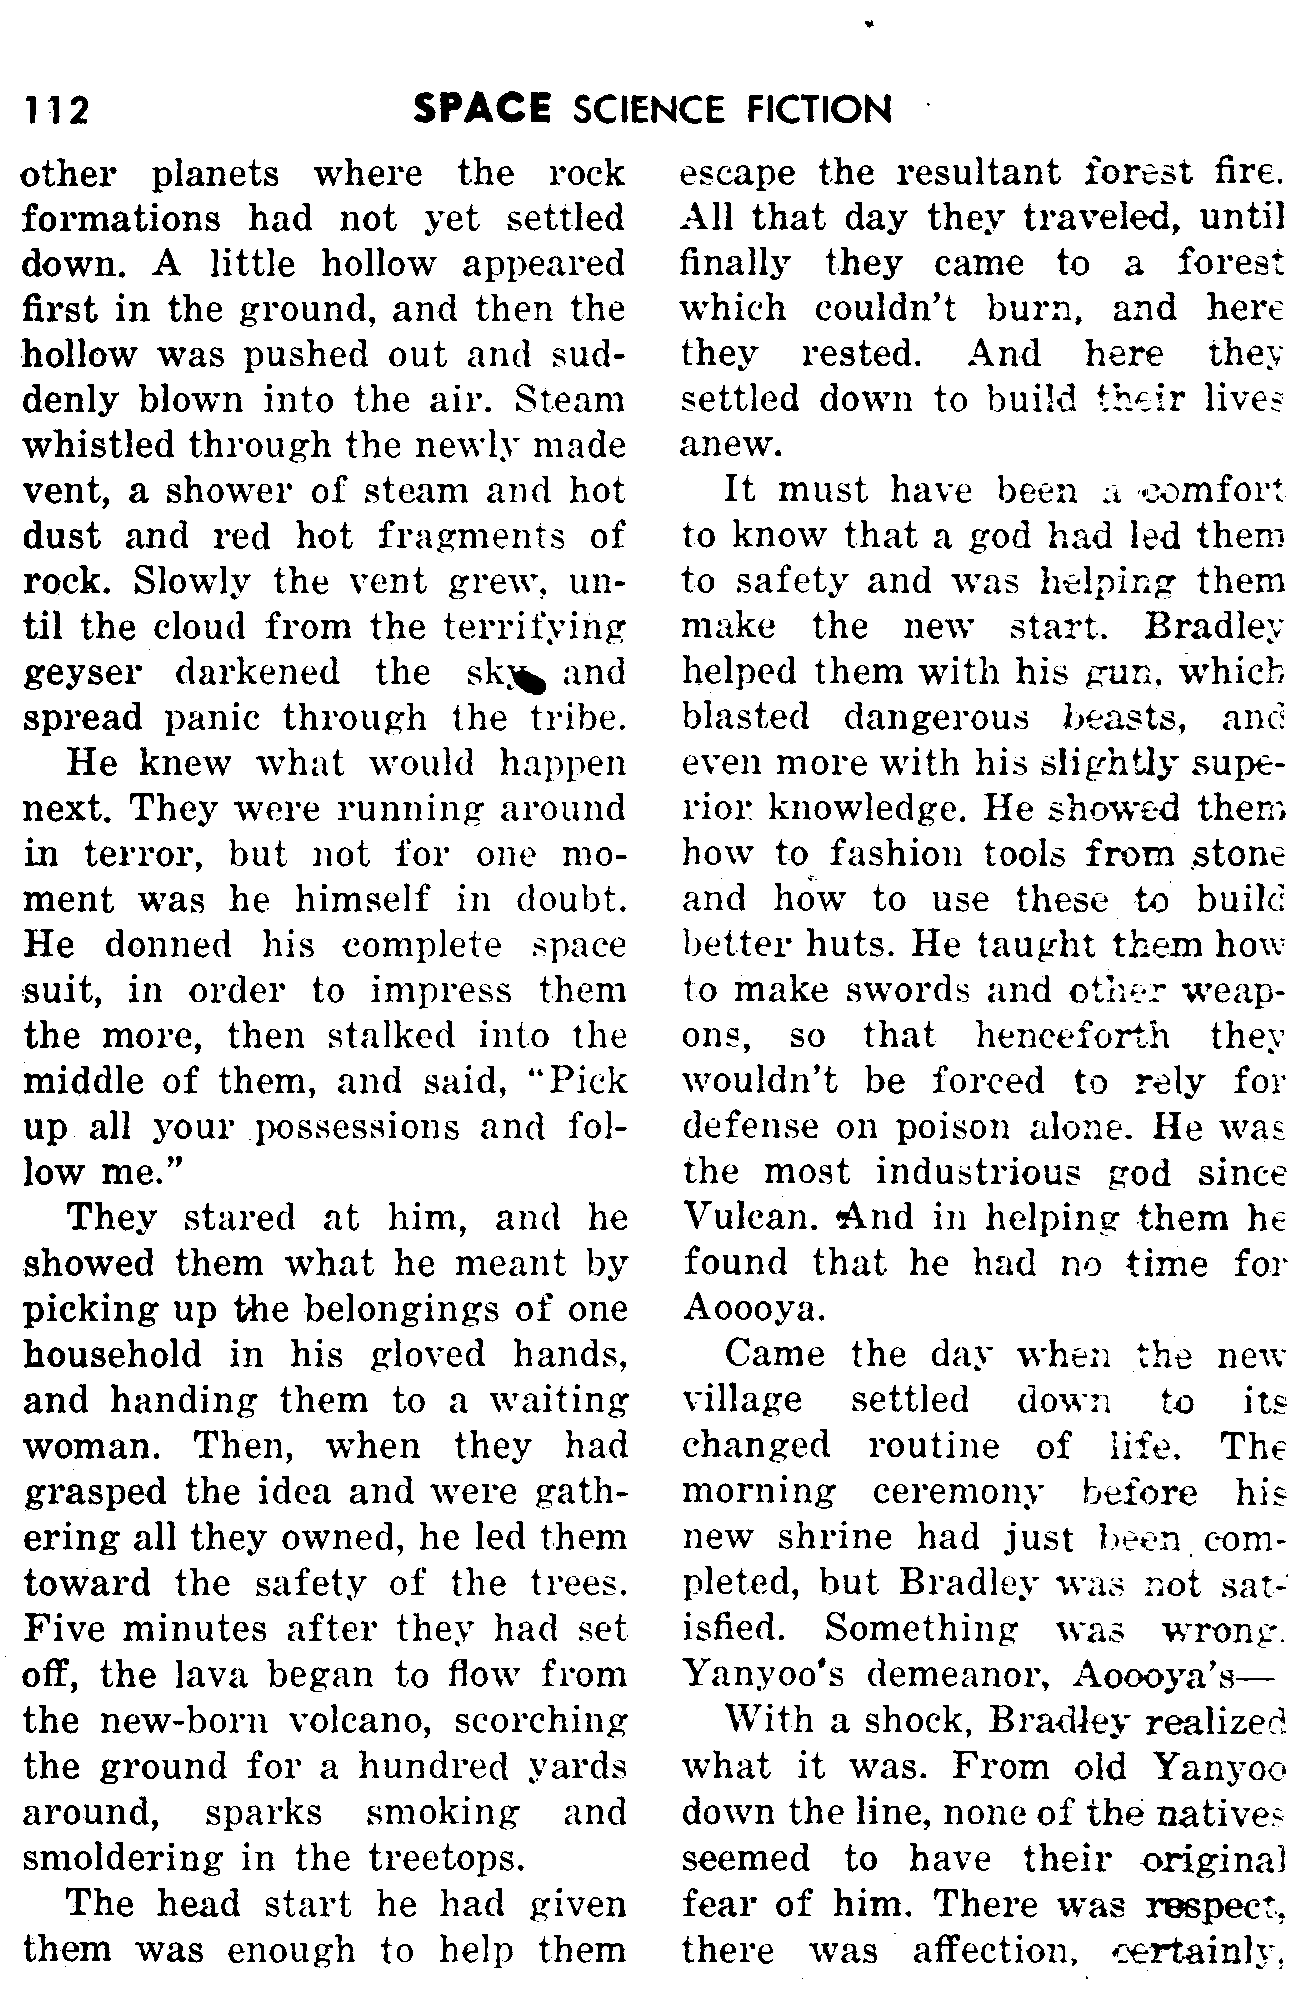 112 SPACE SCIENCE FICTION
other planets where the rock
formations had not yet settled
down. A little hollow appeared
first in the ground, and then the
hollow was pushed out and sud-
denly blown into the air. Steam
whistled through the newly made
vent, a shower of steam and hot
dust and red hot fragments of
rock. Slowly the vent grew, un-
til the cloud from the terrifying
geyser darkened the sky and
spread panic through the tribe.
He knew what would happen
next. They were running around
in terror, but not for one mo-
ment was he himself in doubt.
He donned his complete space
suit, in order to impress them
the more, then stalked into the
middle of them, and said, "Pick
up all your possessions and fol-
low me."
They stared at him, and he
showed them what he meant by
picking up the belongings of one
household in his gloved hands,
and handing them to a waiting
woman. Then, when they had
grasped the idea and were gath-
ering all they owned, he led them
toward the safety of the trees.
Five minutes after they had set
off, the lava began to flow from
the new-born volcano, scorching
the ground for a hundred yards
around, sparks smoking and
smoldering in the treetops.
The head start he had given
them was enough to help them
escape the resultant forest fire.
All that day they traveled, until
finally they came to a forest
which couldn't burn, and here
they rested. And here they
settled down to build their lives
anew.
It must have been a comfort
to know that a god had led them
to safety and was helping them
make the new start. Bradley
helped them with his gun, which
blasted dangerous beasts, and
even more with his slightly supe-
rior knowledge. He showed them
how to fashion tools from stone
and how to use these to build
better huts. He taught them how
to make swords and other weap-
ons, so that henceforth they
wouldn't be forced to rely for
defense on poison alone. He was
the most industrious god since
Vulcan. And in helping them he
found that he had no time for
Aoooya.
Came the day when the new
village settled down to its
changed routine of life. The
morning ceremony before his
new shrine had just been com-
pleted, but Bradley was not sat-
isfied. Something was wrong.
Yanyoo's demeanor, Aoooya's—
With a shock, Bradley realized
what it was. From old Yanyoo
down the line, none of the natives
seemed to have their original
fear of him. There was respect,
there was affection, certainly,